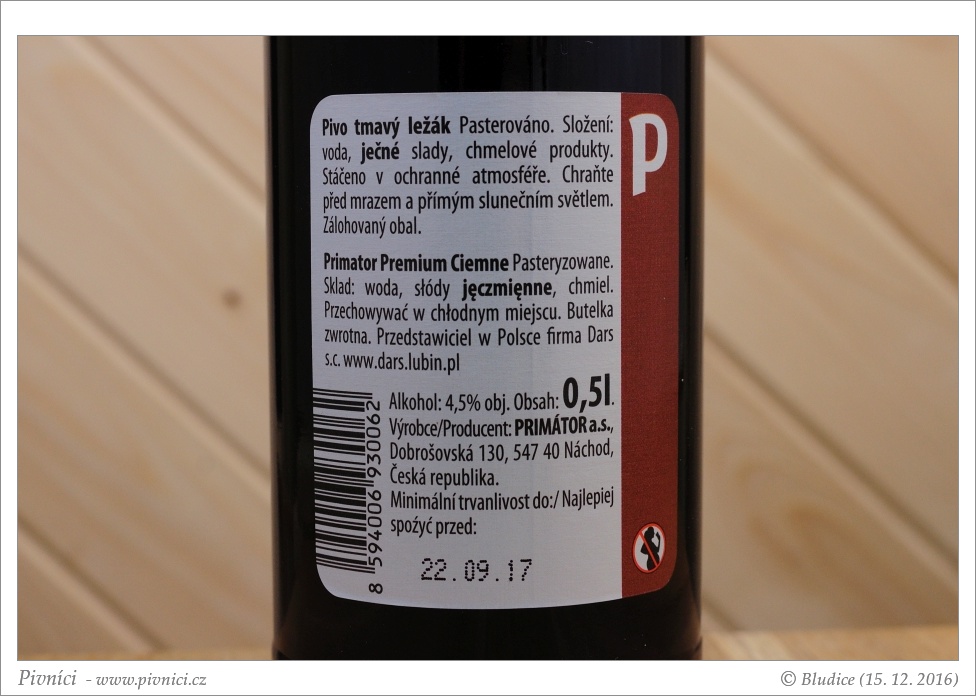 Pivo tmavý ležák Pasterováno. Složení:
voda, ječné slady, chmelové produkty.
Stáčeno v ochranné atmosféře. Chraňte
před mrazem a přímým slunečním světlem.
Zálohovaný obal.
P
Primator Premium Ciemne Pasteryzowane.
Skład: woda, słódy jęczmięnne, chmiel.
Przechowywać w chłodnym miejscu. Butelka
zwrotna. Przedstawiciel w Polsce firma Dars
s.c. www.dars.lubin.pl
Alkohol: 4,5% obj. Obsah: 0,5l.
Výrobce/Producent: PRIMÁTOR a.s.,
Dobrošovská 130, 547 40 Náchod,
Česká republika.
Minimální trvanlivost do:/ Najlepiej
spoźyć przed:
22.09.17
8 594006 930062
Pivníci - www.pivnici.cz
© Bludice (15. 12. 2016)